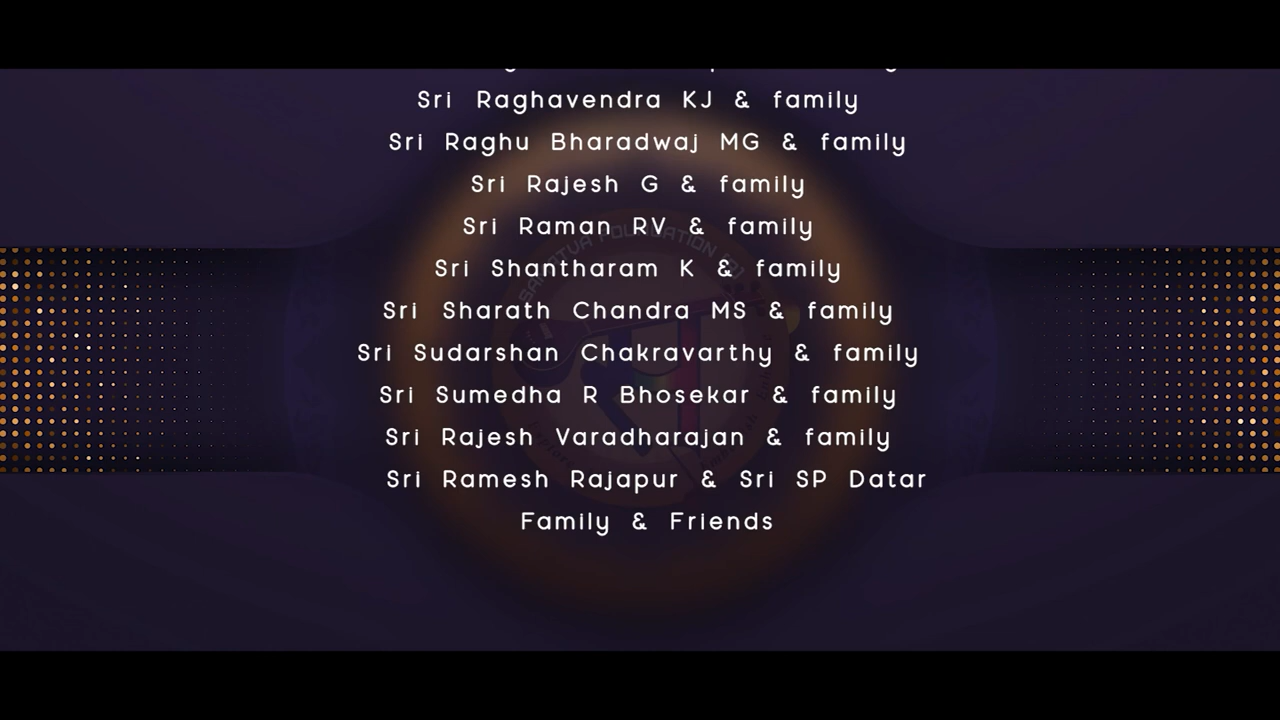 Sri Raghavendra KJ & family
Sri Raghu Bharadwaj MG & family
Sri Rajesh G & family
Sri Raman RV & family
Sri Shantharam K & family
Sri Sharath Chandra MS & family
Sri Sudarshan Chakravarthy & family
Sri Sumedha R Bhosekar & family
Sri Rajesh Varadharajan & family
Sri Ramesh Rajapur & Sri SP Datar
Family & Friends